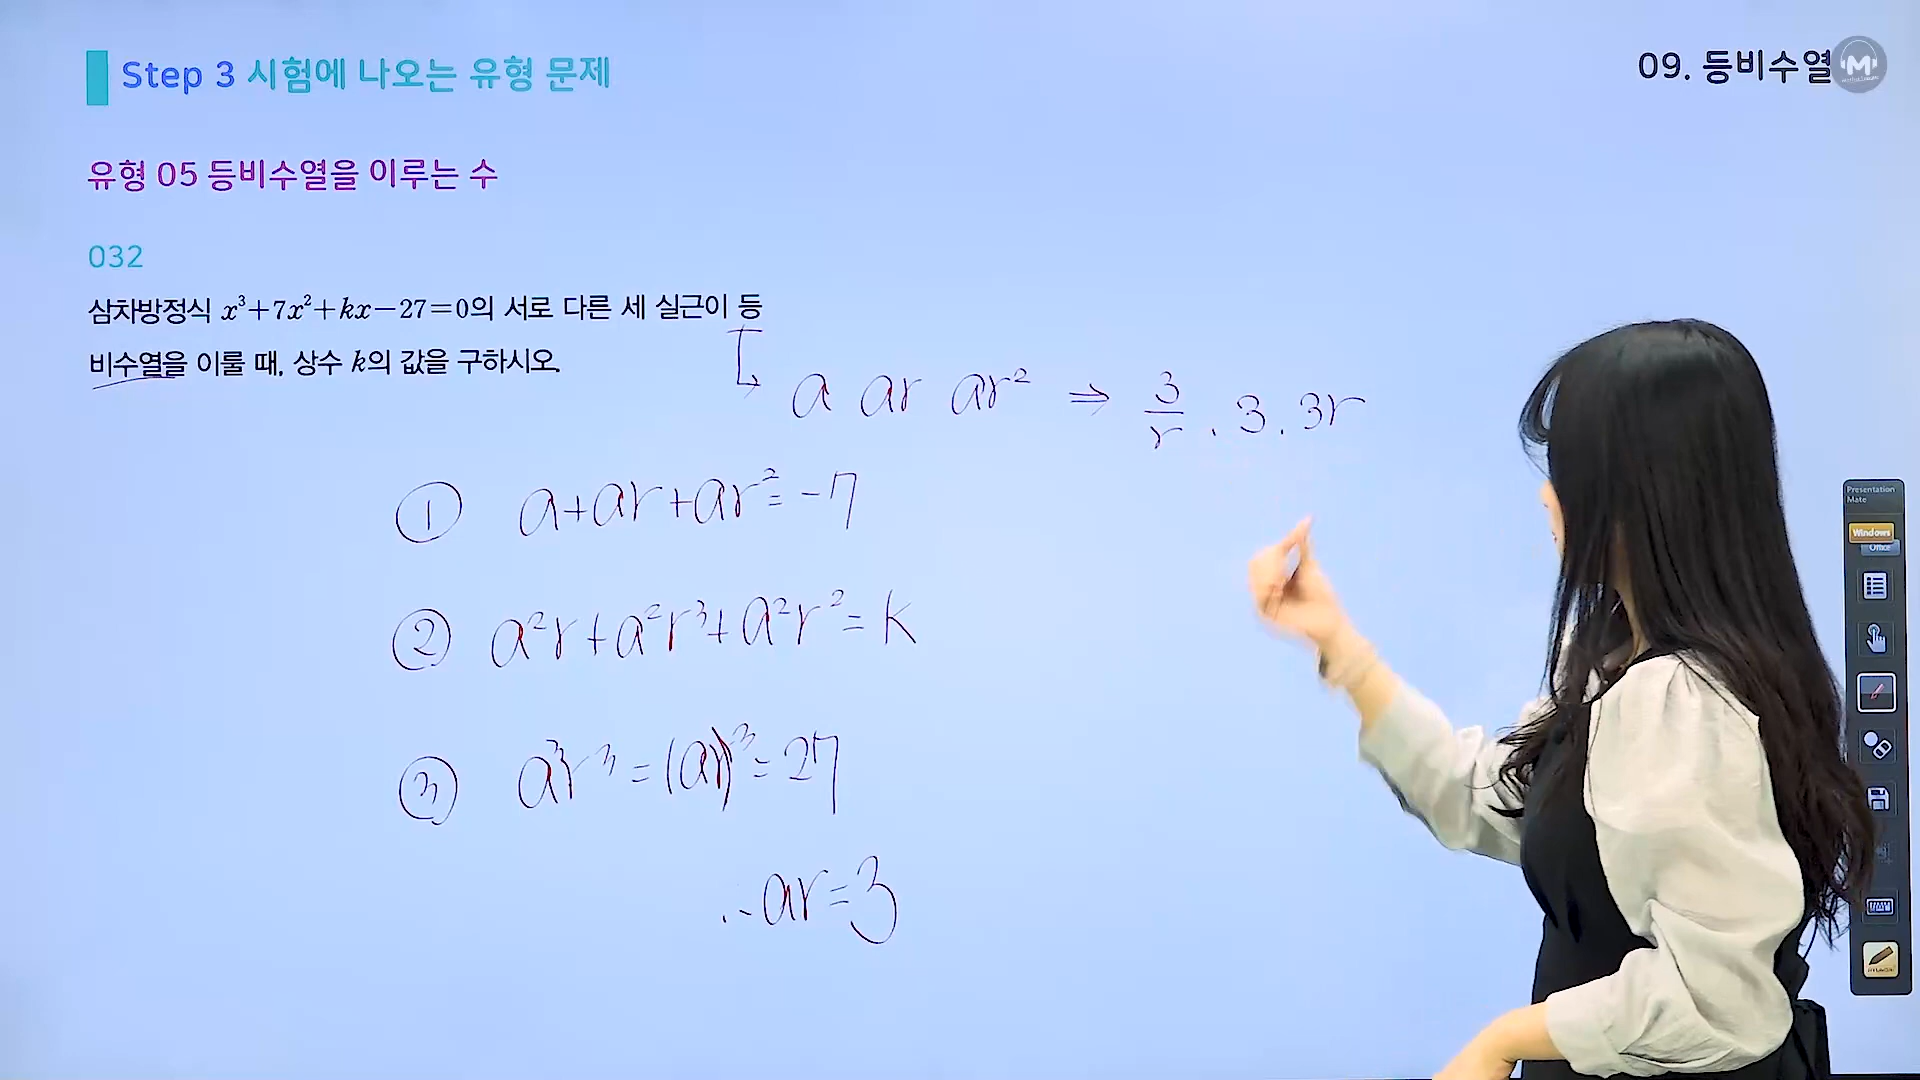 Step 3 시험에 나오는 유형 문제
09. 등비수열
유형 05 등비수열을 이루는 수
032
삼차방정식 x³+7x²+kx−27=0의 서로 다른 세 실근이 등
비수열을 이룰 때, 상수 k의 값을 구하시오.
a ar ar² ⇒ 3/r . 3 . 3r
① a+ar+ar²=-7
② a²r+a²r³+a²r²=k
③ a³r³=(ar)³=27
∴ar=3
Presentation
Mate
Windows
Office